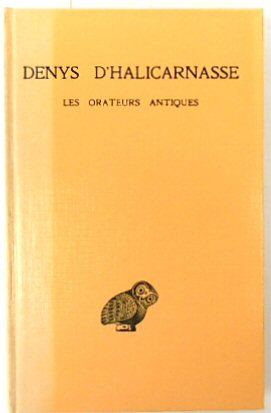 DENYS D'HALICARNASSE
LES ORATEURS ANTIQUES